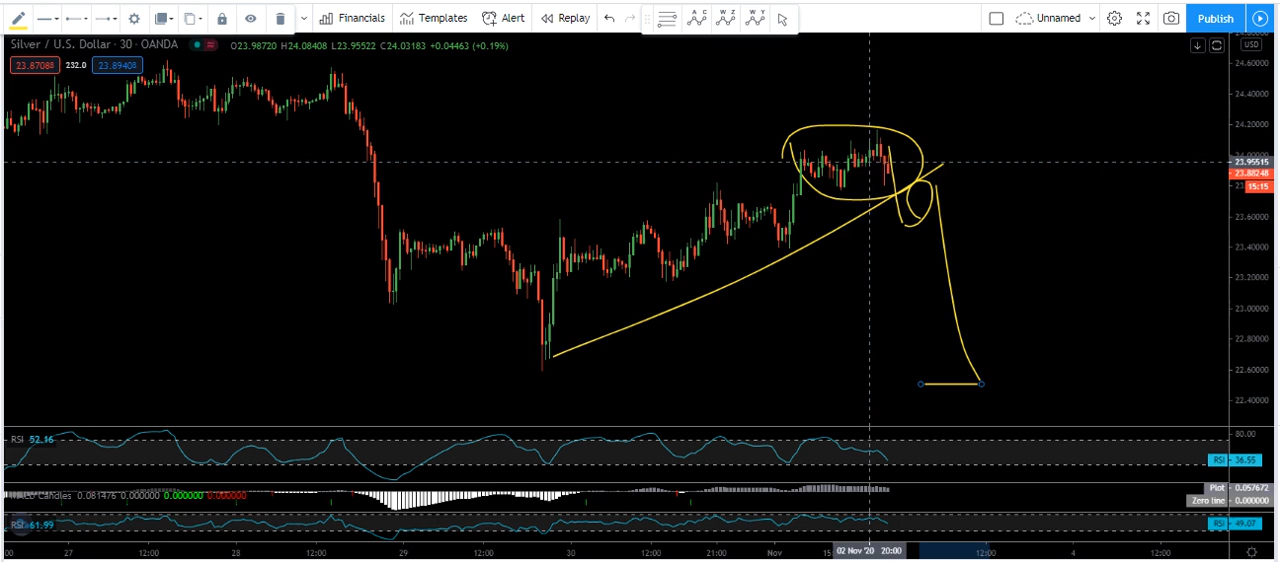 Financials Templates Alert Replay A C W Z W Y Unnamed Publish
Silver / U.S. Dollar · 30 · OANDA O23.98720 H24.08408 L23.95522 C24.03183 +0.04463 (+0.19%) USD
23.87088 232.0 23.89408
24.60000
24.40000
24.20000
23.95515
23.88248
15:15
23.60000
23.40000
23.20000
23.00000
22.80000
22.60000
22.40000
RSI 52.16 80.00
RSI 36.55
Candles 0.081476 0.000000 0.000000 0.000000 Plot 0.057672
Zero line 0.000000
RSI 61.99 RSI 49.07
:00 27 12:00 28 12:00 29 12:00 30 12:00 21:00 Nov 02 Nov '20 20:00 12:00 4 12:00